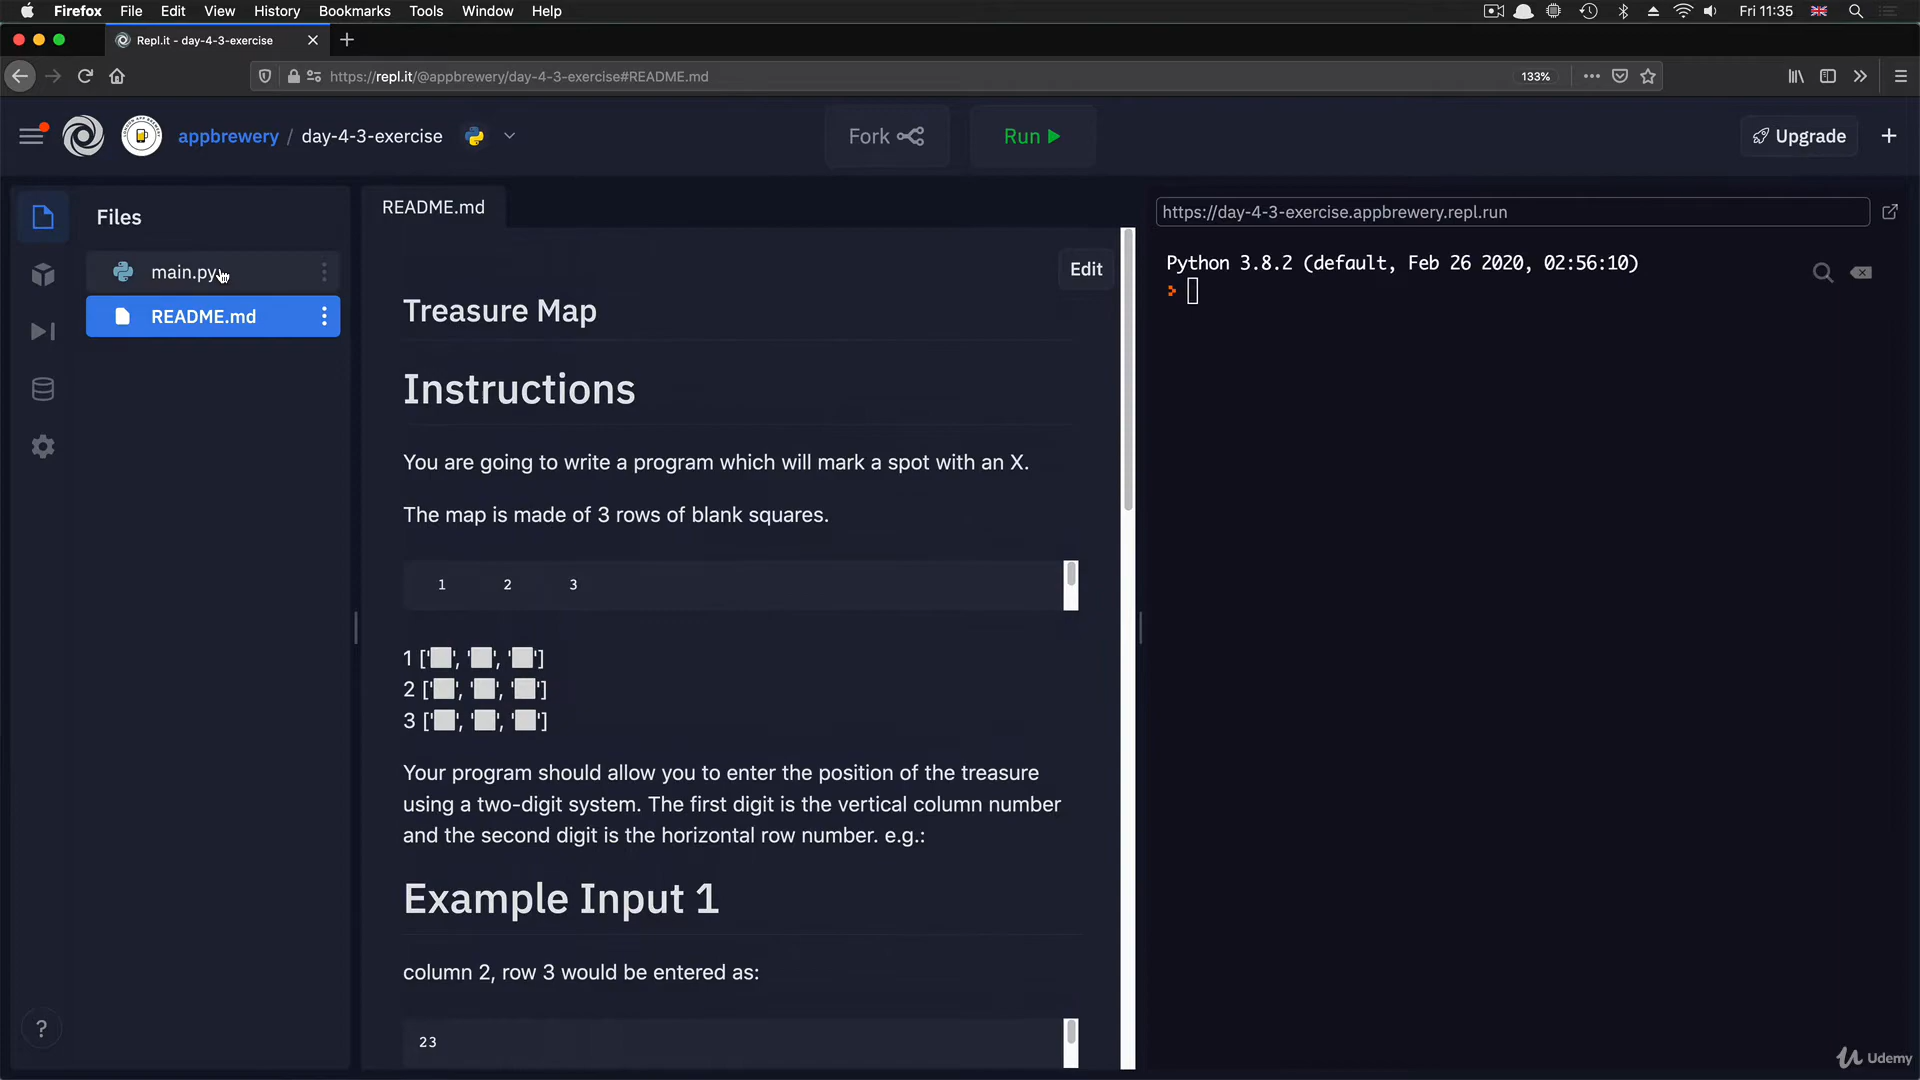 Firefox File Edit View History Bookmarks Tools Window Help Fri 11:35
Repl.it - day-4-3-exercise
https://repl.it/@appbrewery/day-4-3-exercise#README.md 133%
appbrewery / day-4-3-exercise Fork Run Upgrade
Files
main.py
README.md
README.md
Edit
Treasure Map
Instructions
You are going to write a program which will mark a spot with an X.
The map is made of 3 rows of blank squares.
1 2 3
1 ['⬜️', '⬜️', '⬜️']
2 ['⬜️', '⬜️', '⬜️']
3 ['⬜️', '⬜️', '⬜️']
Your program should allow you to enter the position of the treasure
using a two-digit system. The first digit is the vertical column number
and the second digit is the horizontal row number. e.g.:
Example Input 1
column 2, row 3 would be entered as:
23
https://day-4-3-exercise.appbrewery.repl.run
Python 3.8.2 (default, Feb 26 2020, 02:56:10)
>
?
Udemy